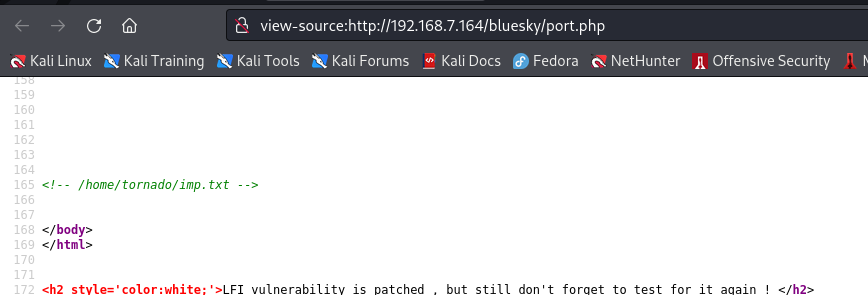 view-source:http://192.168.7.164/bluesky/port.php
Kali Linux Kali Training Kali Tools Kali Forums Kali Docs Fedora NetHunter Offensive Security
158
159
160
161
162
163
164
165 <!-- /home/tornado/imp.txt -->
166
167
168 </body>
169 </html>
170
171
172 <h2 style='color:white;'>LFI vulnerability is patched , but still don't forget to test for it again ! </h2>